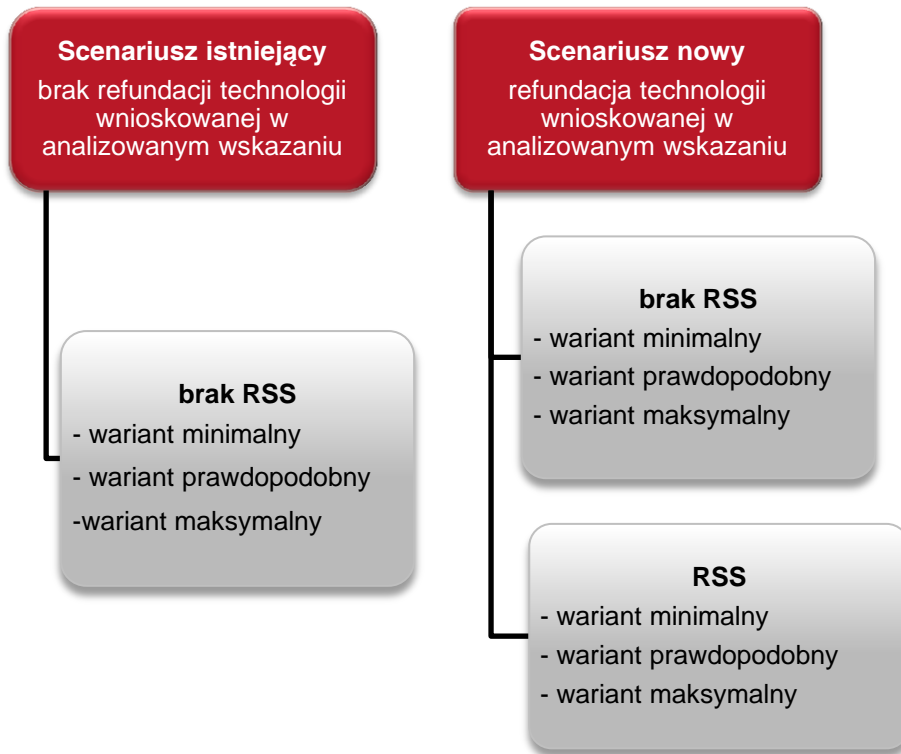 Scenariusz istniejący
brak refundacji technologii
wnioskowanej w
analizowanym wskazaniu
brak RSS
- wariant minimalny
- wariant prawdopodobny
-wariant maksymalny
Scenariusz nowy
refundacja technologii
wnioskowanej w
analizowanym wskazaniu
brak RSS
- wariant minimalny
- wariant prawdopodobny
- wariant maksymalny
RSS
- wariant minimalny
- wariant prawdopodobny
- wariant maksymalny